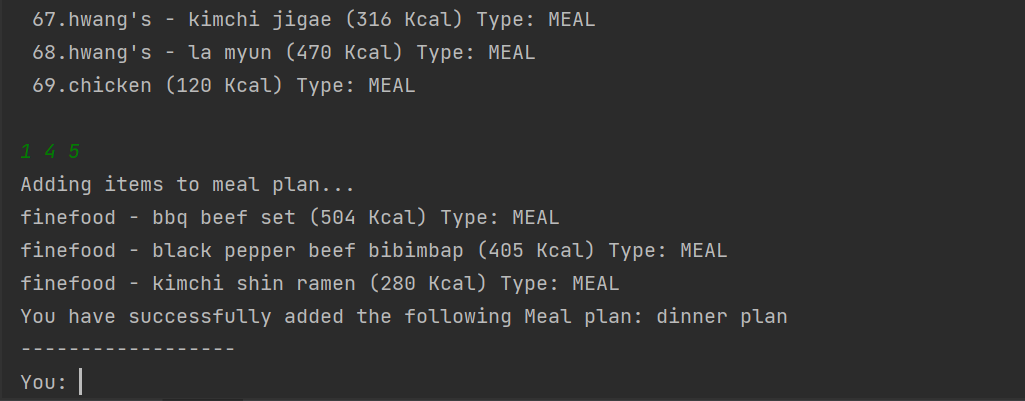 67.hwang's - kimchi jigae (316 Kcal) Type: MEAL
68.hwang's - la myun (470 Kcal) Type: MEAL
69.chicken (120 Kcal) Type: MEAL
1 4 5
Adding items to meal plan...
finefood - bbq beef set (504 Kcal) Type: MEAL
finefood - black pepper beef bibimbap (405 Kcal) Type: MEAL
finefood - kimchi shin ramen (280 Kcal) Type: MEAL
You have successfully added the following Meal plan: dinner plan
------------------
You: